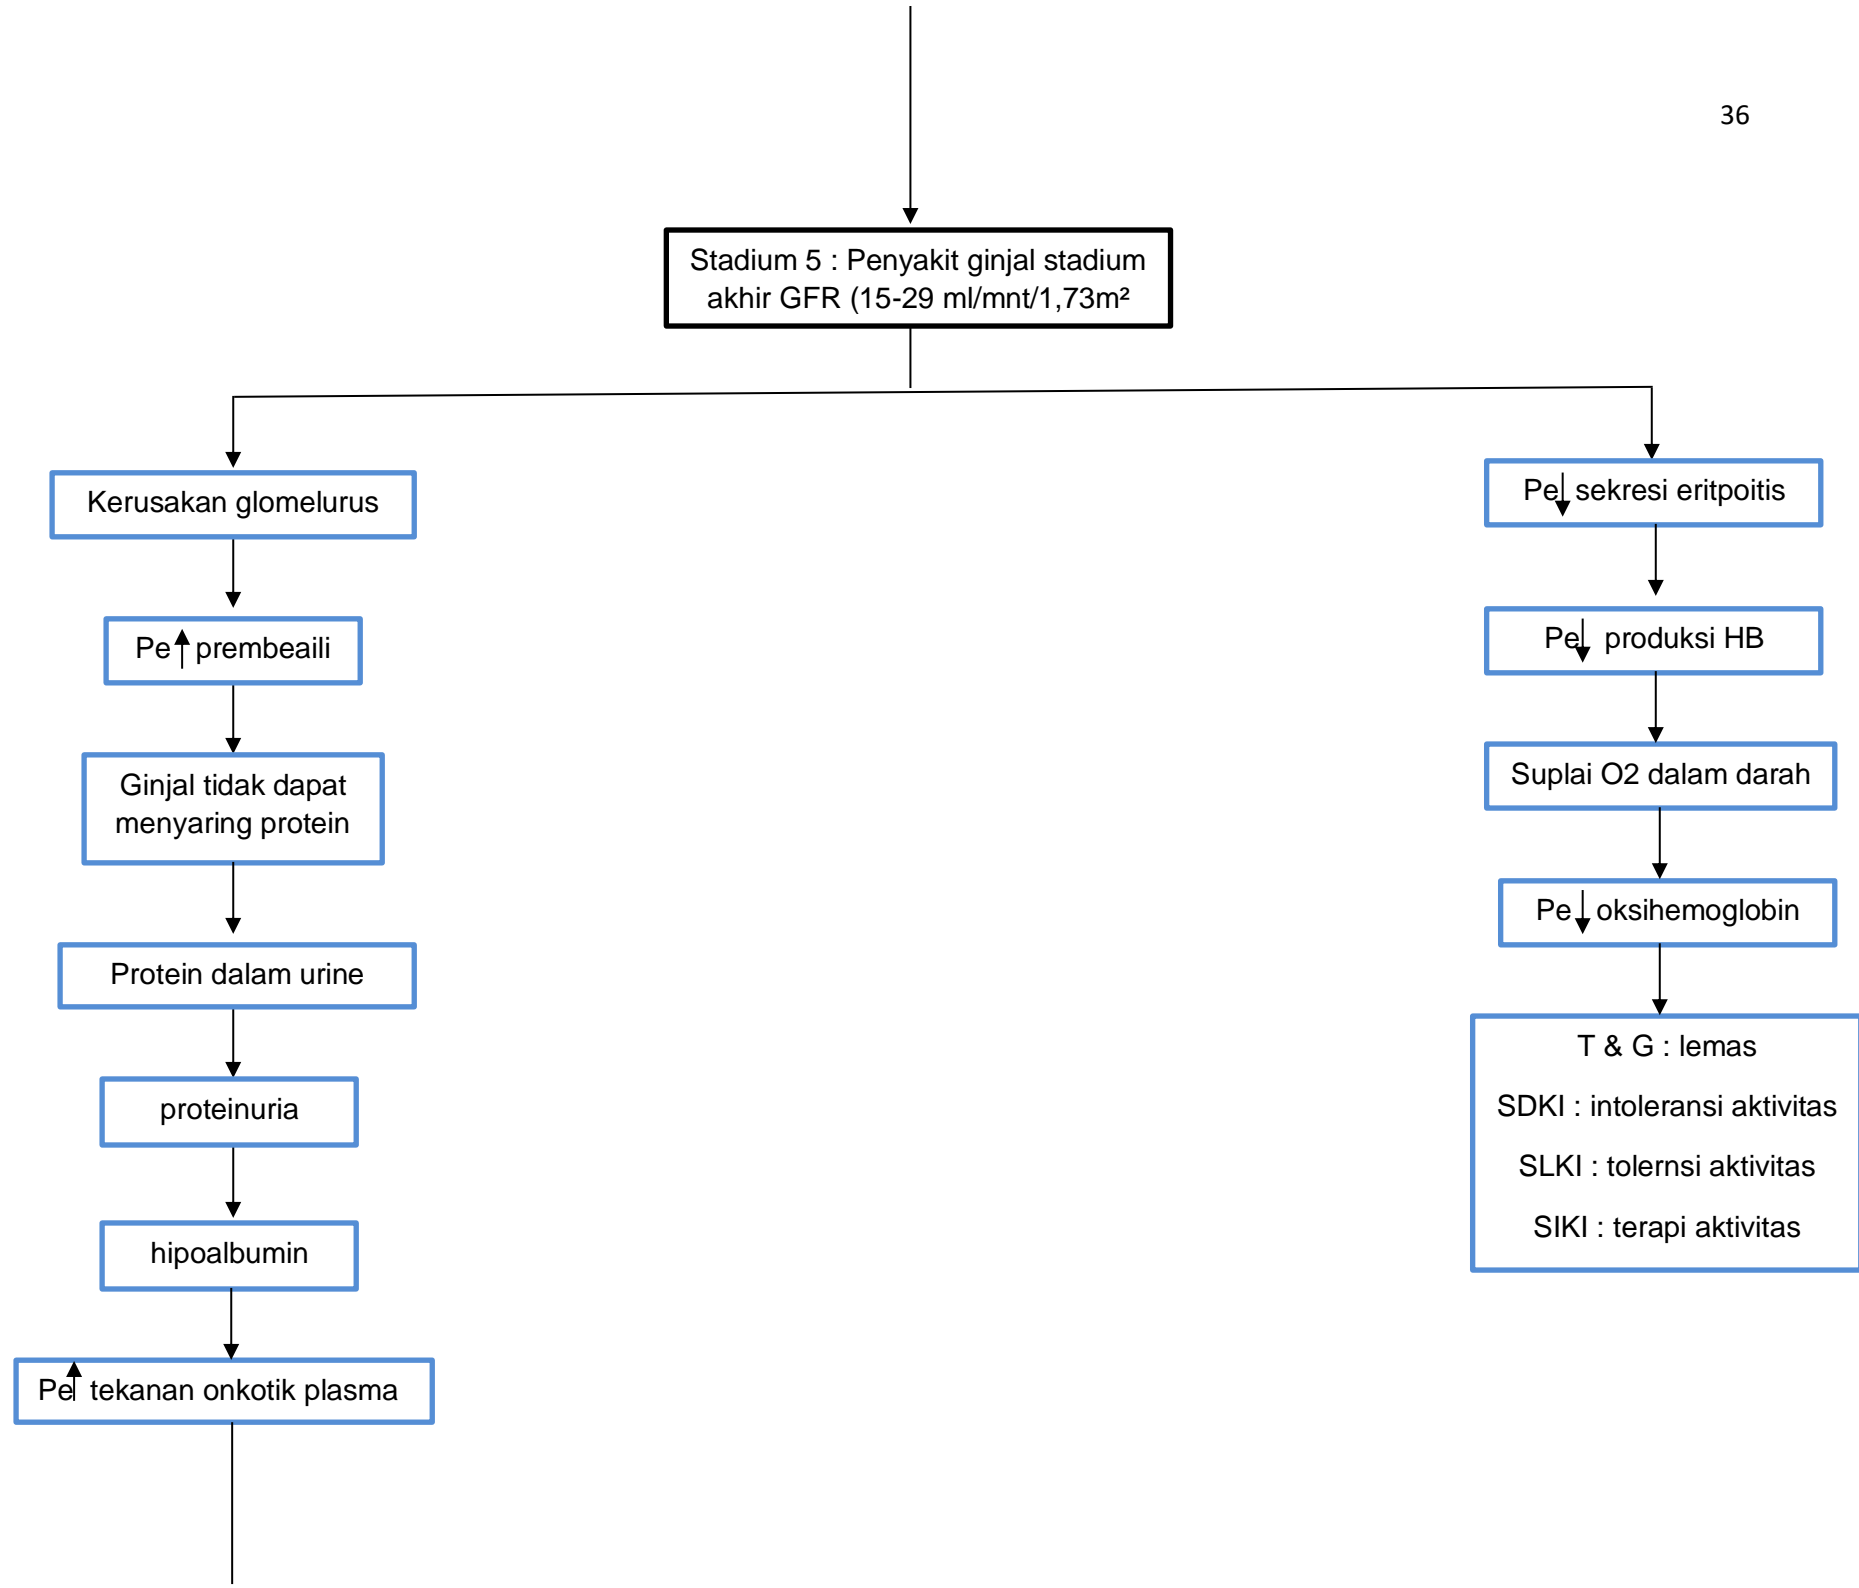 36
Stadium 5 : Penyakit ginjal stadium
akhir GFR (15-29 ml/mnt/1,73m²
Kerusakan glomelurus
Pe↑ prembeaili
Ginjal tidak dapat
menyaring protein
Protein dalam urine
proteinuria
hipoalbumin
Pe↑ tekanan onkotik plasma
Pe↓ sekresi eritpoitis
Pe↓ produksi HB
Suplai O2 dalam darah
Pe↓ oksihemoglobin
T & G : lemas
SDKI : intoleransi aktivitas
SLKI : tolernsi aktivitas
SIKI : terapi aktivitas